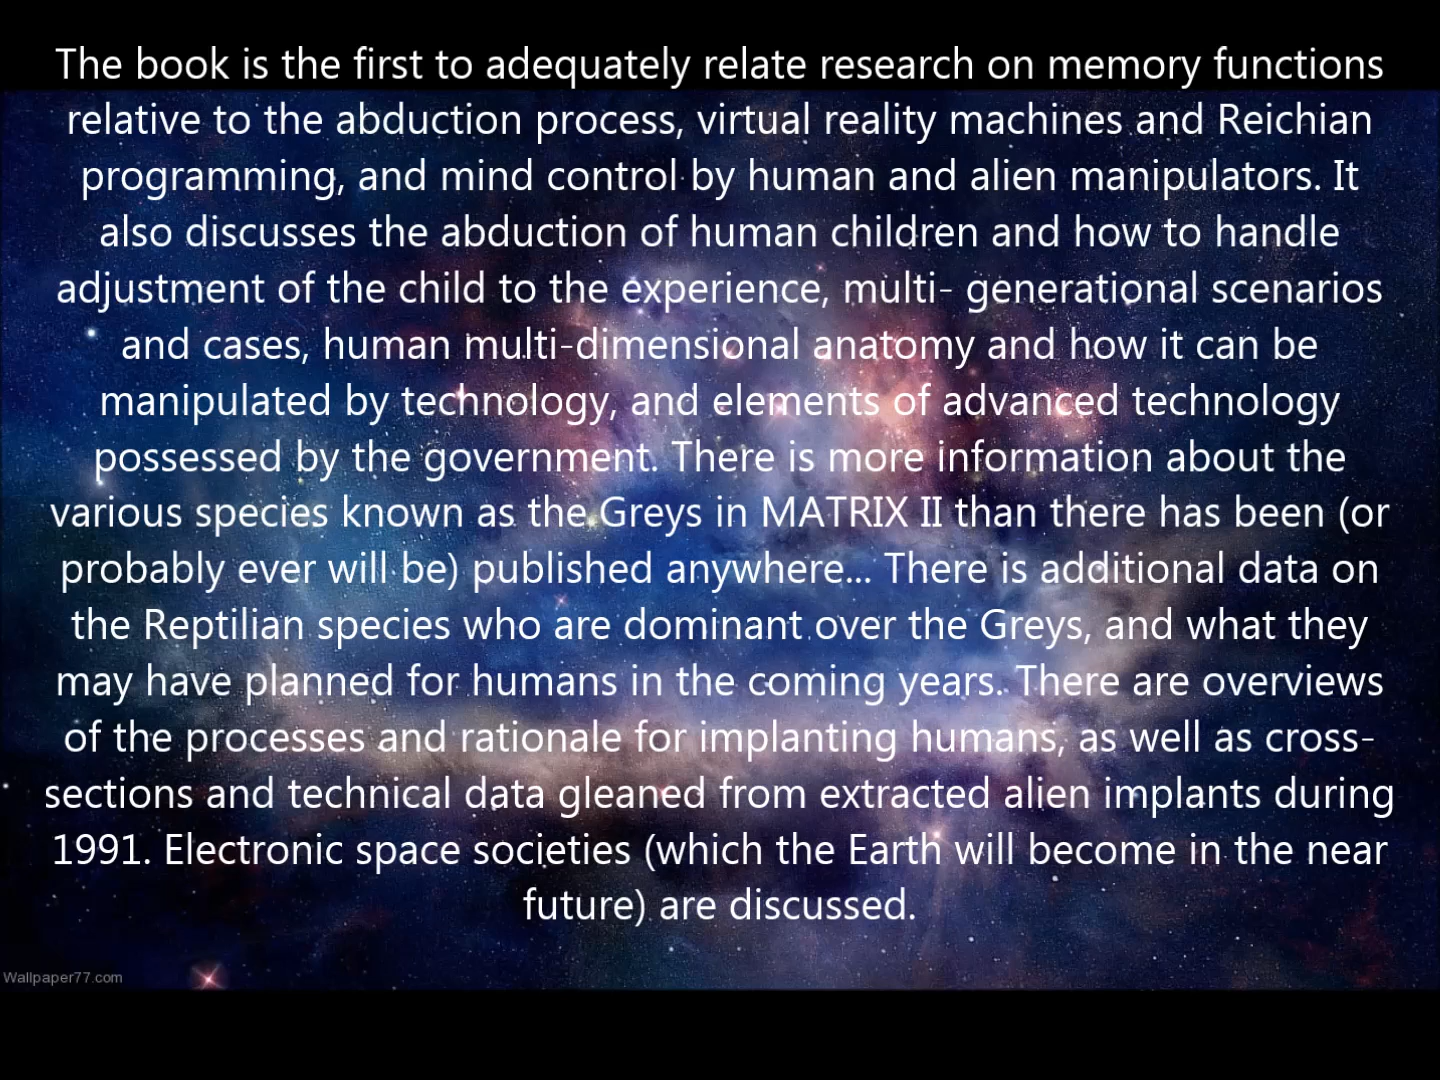 The book is the first to adequately relate research on memory functions
relative to the abduction process, virtual reality machines and Reichian
programming, and mind control by human and alien manipulators. It
also discusses the abduction of human children and how to handle
adjustment of the child to the experience, multi- generational scenarios
and cases, human multi-dimensional anatomy and how it can be
manipulated by technology, and elements of advanced technology
possessed by the government. There is more information about the
various species known as the Greys in MATRIX II than there has been (or
probably ever will be) published anywhere... There is additional data on
the Reptilian species who are dominant over the Greys, and what they
may have planned for humans in the coming years. There are overviews
of the processes and rationale for implanting humans, as well as cross-
sections and technical data gleaned from extracted alien implants during
1991. Electronic space societies (which the Earth will become in the near
future) are discussed.
Wallpaper77.com